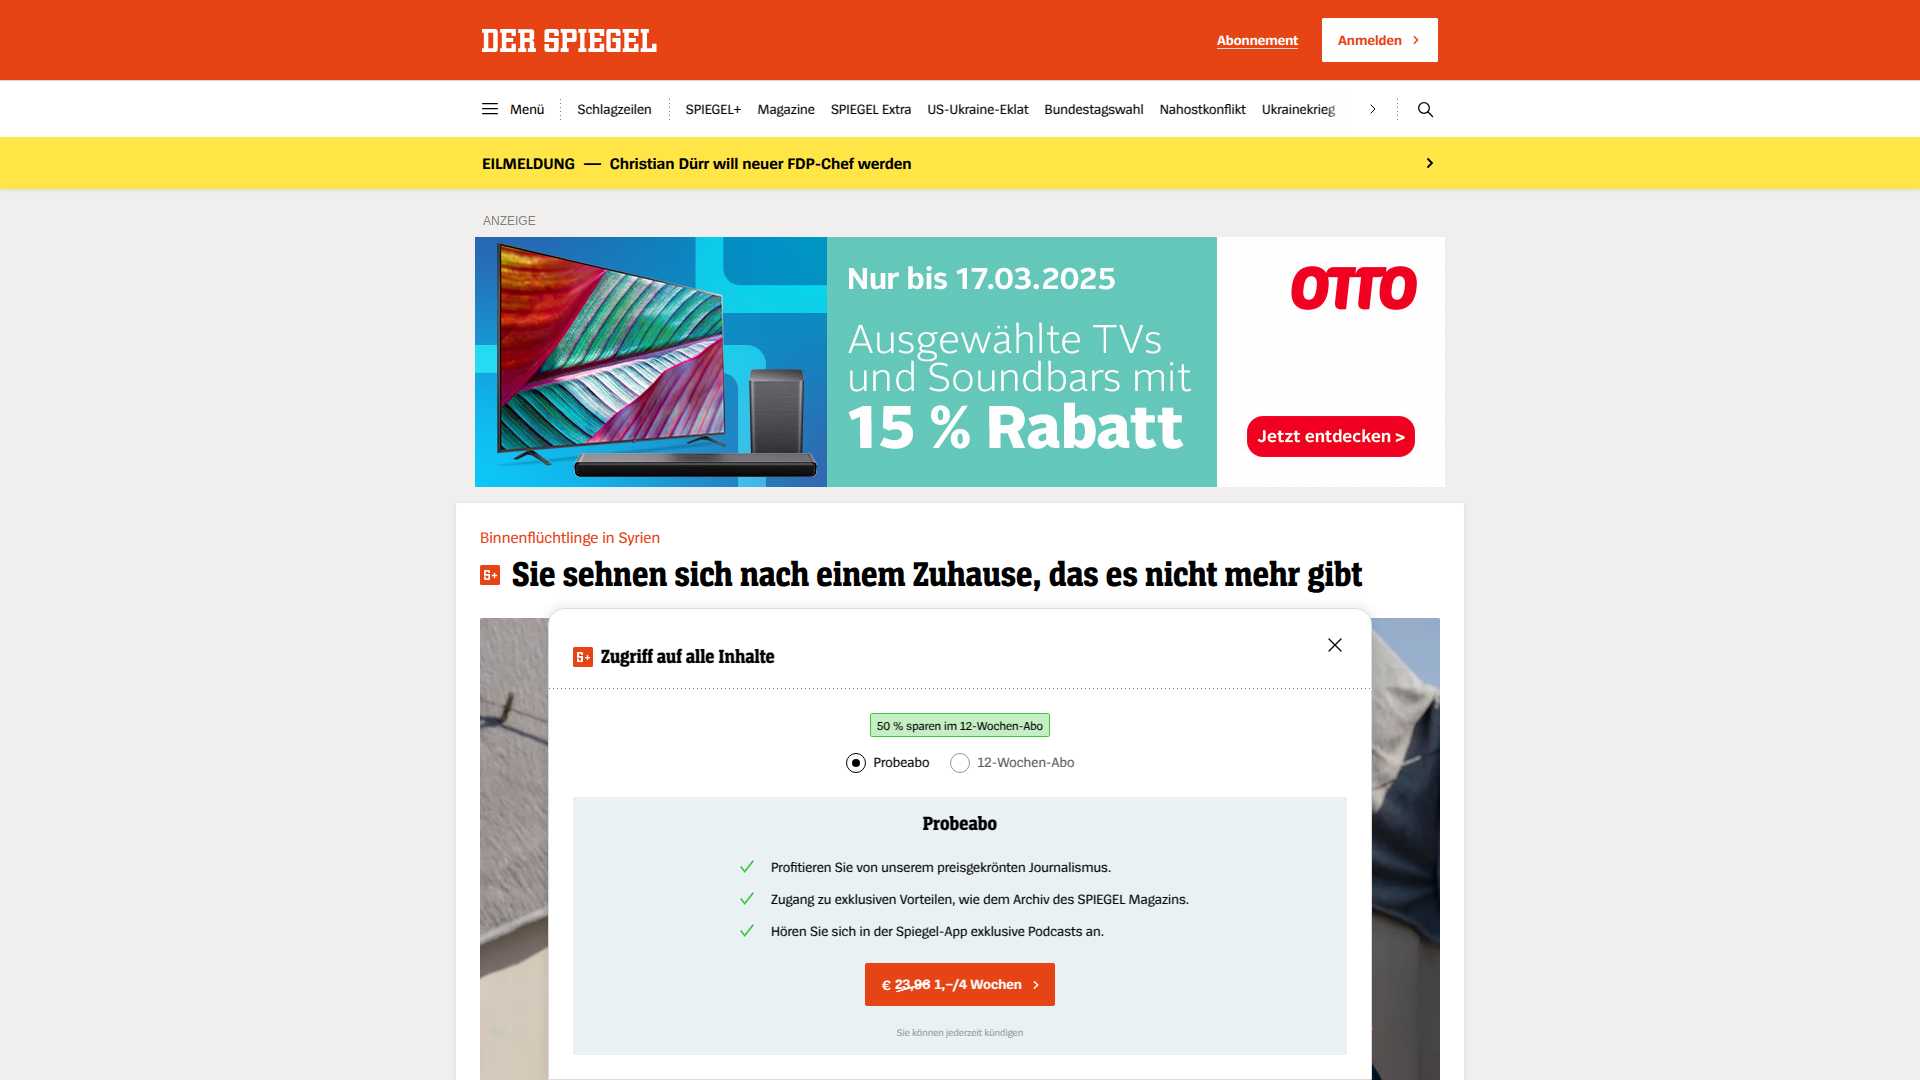 DER SPIEGEL
Abonnement
Anmelden
Menü
Schlagzeilen
SPIEGEL+
Magazine
SPIEGEL Extra
US-Ukraine-Eklat
Bundestagswahl
Nahostkonflikt
Ukrainekrieg
EILMELDUNG — Christian Dürr will neuer FDP-Chef werden
ANZEIGE
Nur bis 17.03.2025
Ausgewählte TVs
und Soundbars mit
15 % Rabatt
OTTO
Jetzt entdecken >
Binnenflüchtlinge in Syrien
S+ Sie sehnen sich nach einem Zuhause, das es nicht mehr gibt
S+ Zugriff auf alle Inhalte
50 % sparen im 12-Wochen-Abo
Probeabo
12-Wochen-Abo
Probeabo
Profitieren Sie von unserem preisgekrönten Journalismus.
Zugang zu exklusiven Vorteilen, wie dem Archiv des SPIEGEL Magazins.
Hören Sie sich in der Spiegel-App exklusive Podcasts an.
€ 23,96 1,–/4 Wochen
Sie können jederzeit kündigen